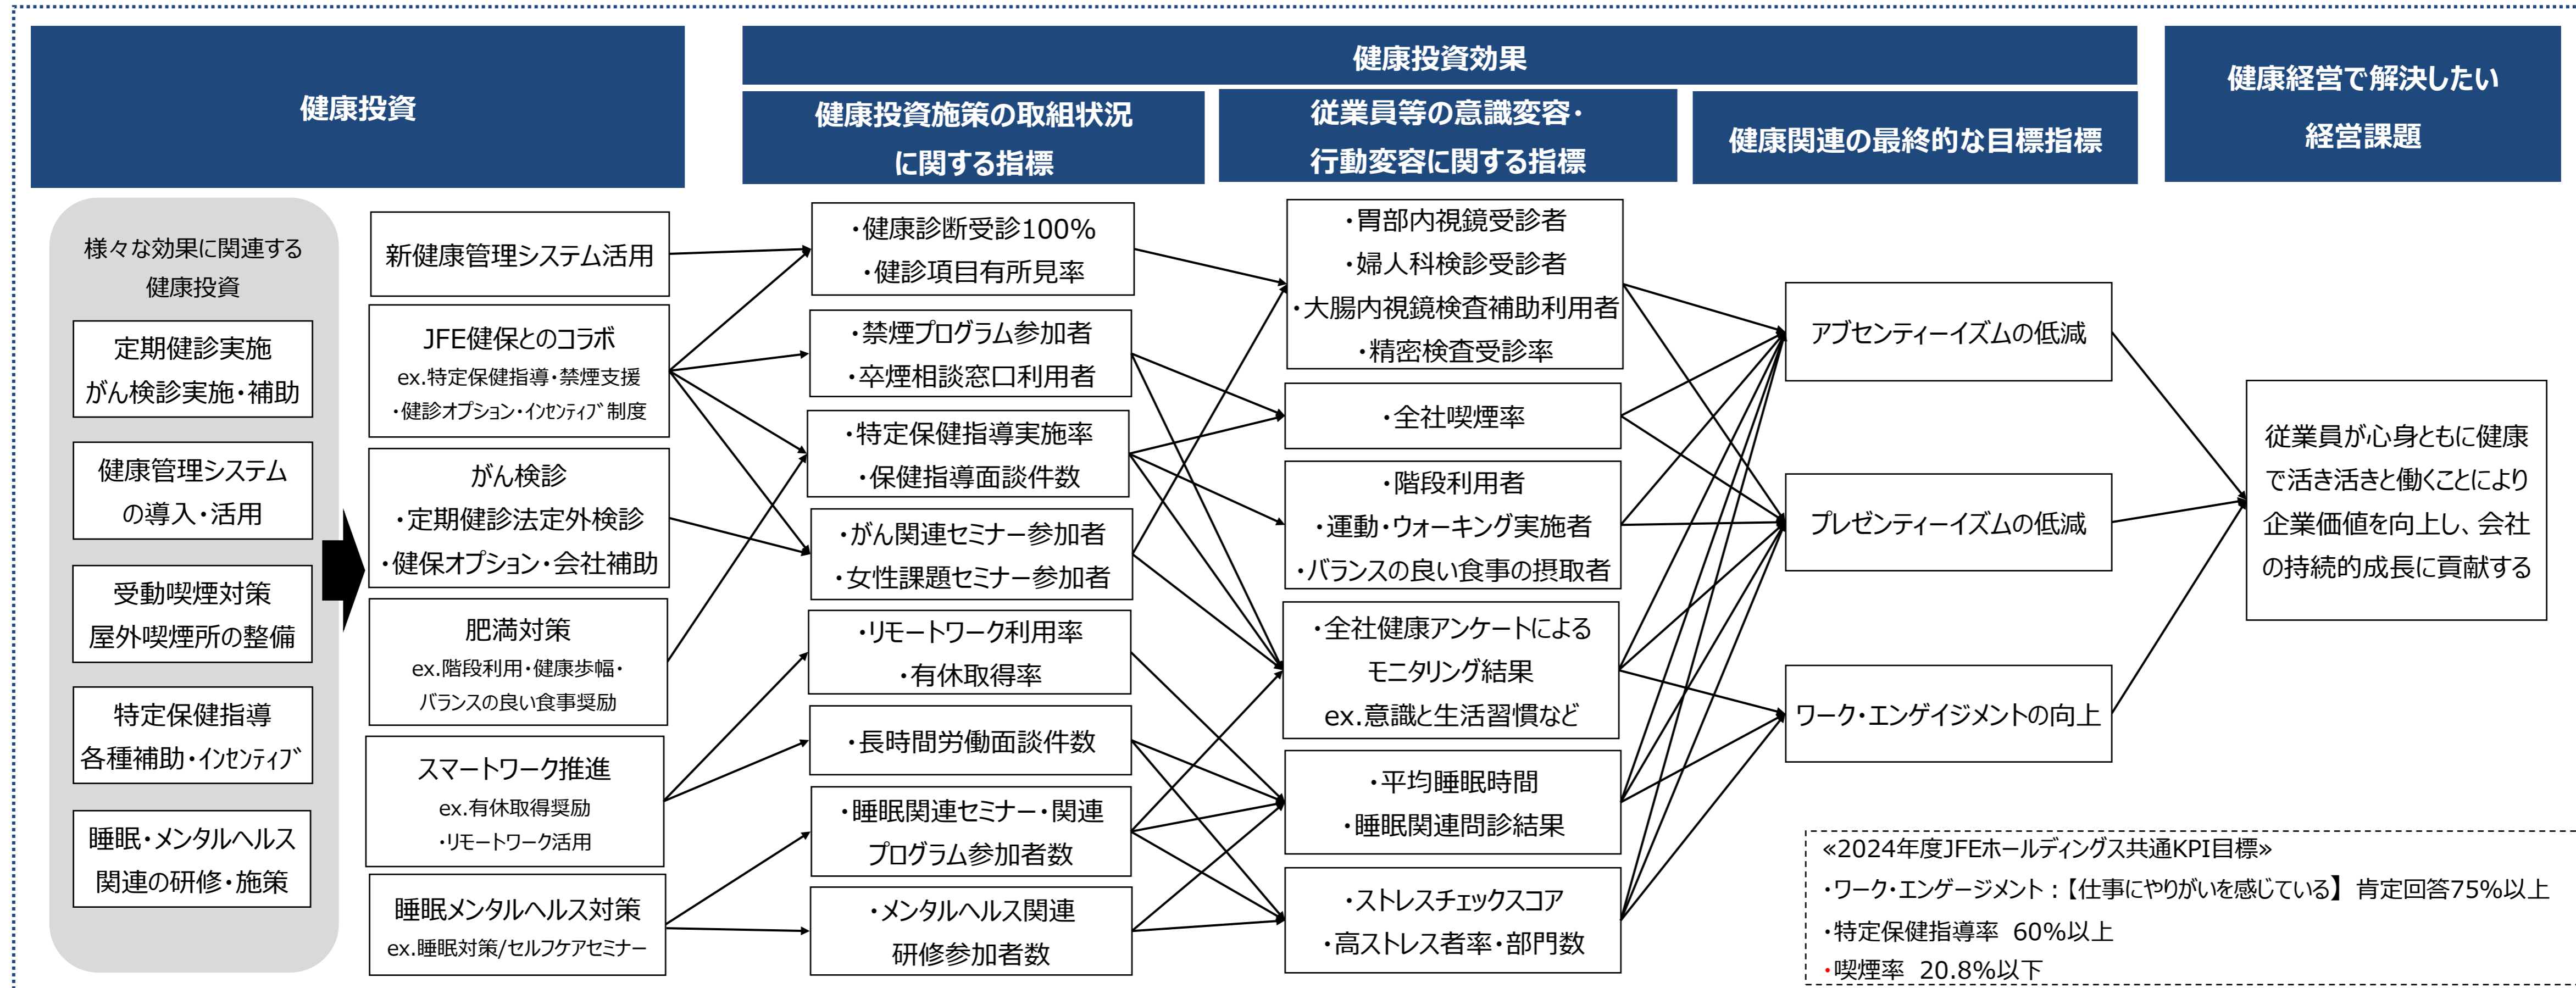 健康投資
健康投資効果
健康経営で解決したい
経営課題
健康投資施策の取組状況
に関する指標
従業員等の意識変容・
行動変容に関する指標
健康関連の最終的な目標指標
様々な効果に関連する
健康投資
定期健診実施
がん検診実施・補助
健康管理システム
の導入・活用
受動喫煙対策
屋外喫煙所の整備
特定保健指導
各種補助・インセンティブ
睡眠・メンタルヘルス
関連の研修・施策
新健康管理システム活用
JFE健保とのコラボ
ex.特定保健指導・禁煙支援
・健診オプション・インセンティブ制度
がん検診
・定期健診法定外検診
・健保オプション・会社補助
肥満対策
ex.階段利用・健康歩幅・
バランスの良い食事奨励
スマートワーク推進
ex.有休取得奨励
・リモートワーク活用
睡眠メンタルヘルス対策
ex.睡眠対策/セルフケアセミナー
・健康診断受診100%
・健診項目有所見率
・禁煙プログラム参加者
・卒煙相談窓口利用者
・特定保健指導実施率
・保健指導面談件数
・がん関連セミナー参加者
・女性課題セミナー参加者
・リモートワーク利用率
・有休取得率
・長時間労働面談件数
・睡眠関連セミナー・関連
プログラム参加者数
・メンタルヘルス関連
研修参加者数
・胃部内視鏡受診者
・婦人科検診受診者
・大腸内視鏡検査補助利用者
・精密検査受診率
・全社喫煙率
・階段利用者
・運動・ウォーキング実施者
・バランスの良い食事の摂取者
・全社健康アンケートによる
モニタリング結果
ex.意識と生活習慣など
・平均睡眠時間
・睡眠関連問診結果
・ストレスチェックスコア
・高ストレス者率・部門数
アブセンティーイズムの低減
プレゼンティーイズムの低減
ワーク・エンゲイジメントの向上
従業員が心身ともに健康
で活き活きと働くことにより
企業価値を向上し、会社
の持続的成長に貢献する
≪2024年度JFEホールディングス共通KPI目標≫
・ワーク・エンゲージメント：【仕事にやりがいを感じている】 肯定回答75%以上
・特定保健指導率 60%以上
・喫煙率 20.8%以下